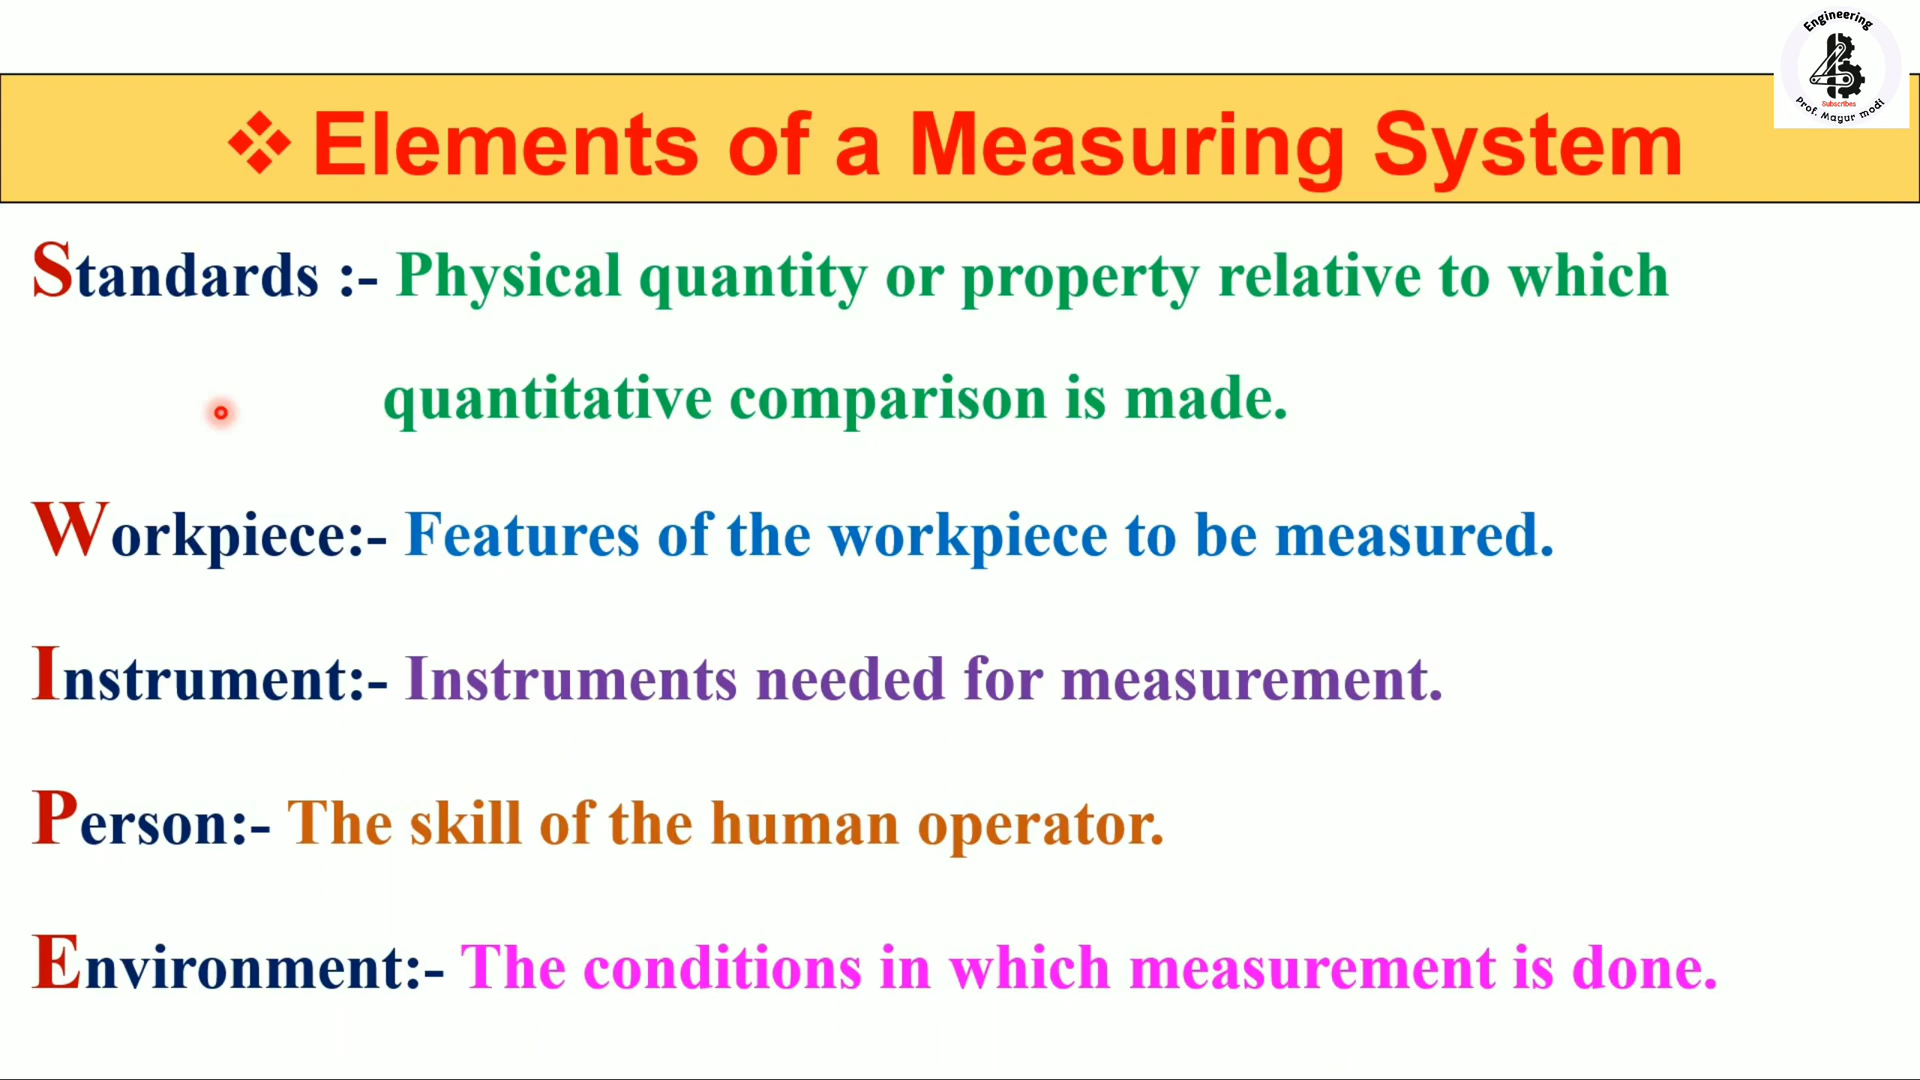 Engineering
Subscribes
Prof. Mayur modi
❖ Elements of a Measuring System
Standards :- Physical quantity or property relative to which
quantitative comparison is made.
Workpiece:- Features of the workpiece to be measured.
Instrument:- Instruments needed for measurement.
Person:- The skill of the human operator.
Environment:- The conditions in which measurement is done.